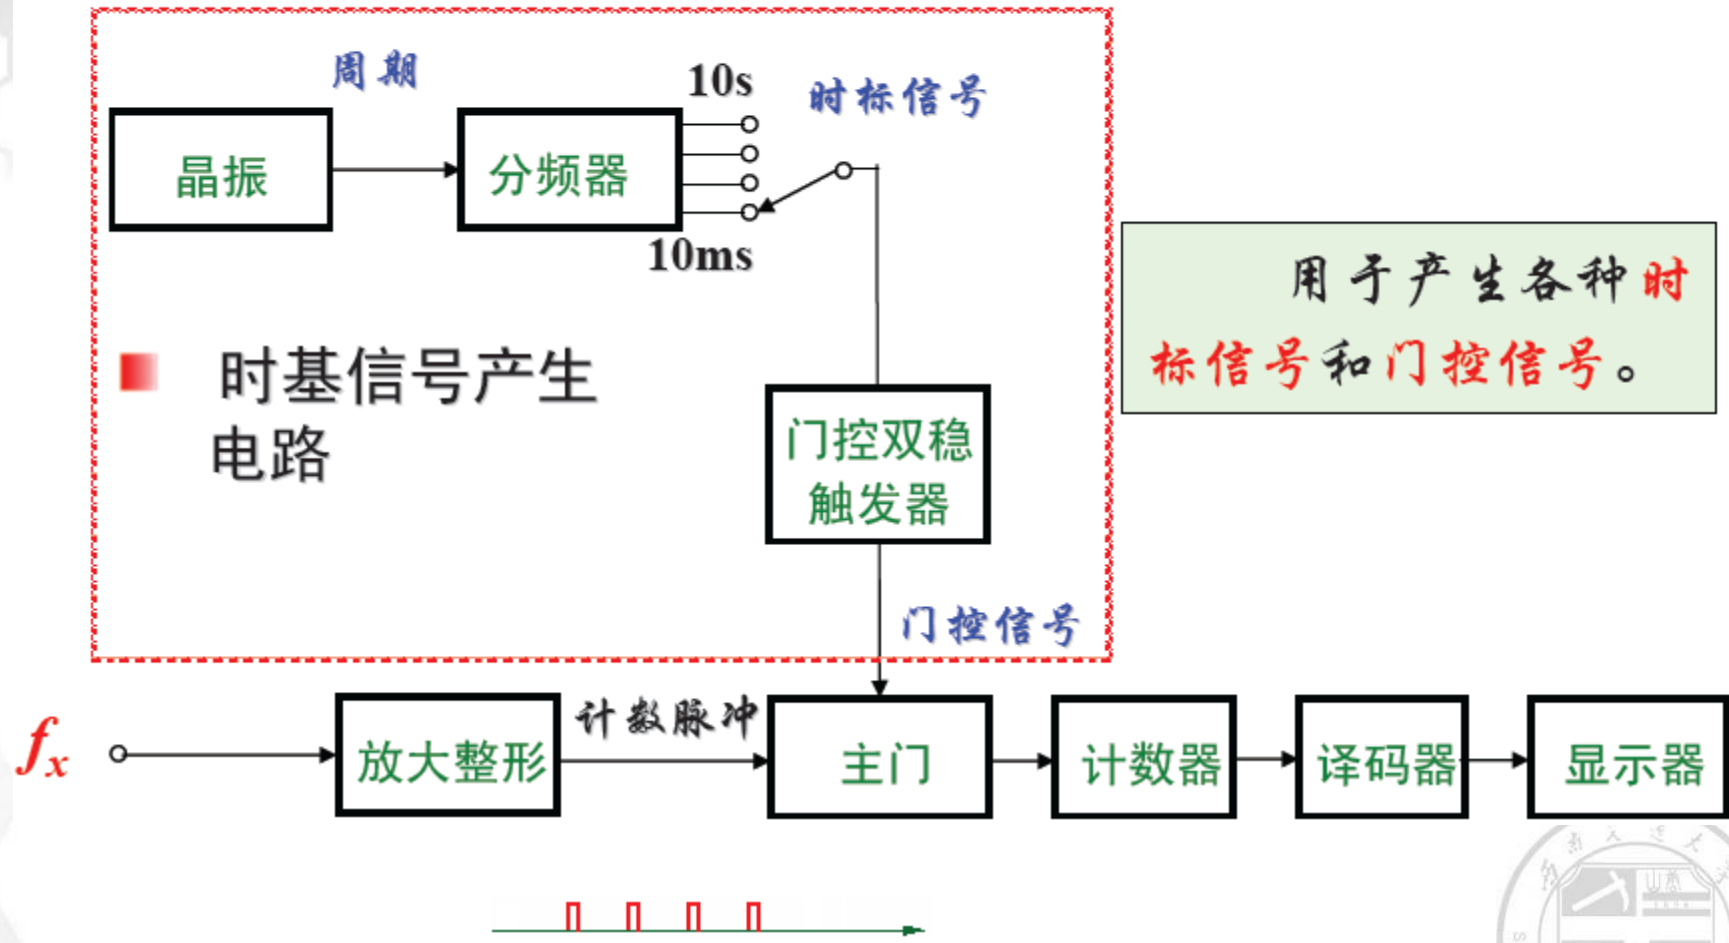 周期
10s
时标信号
晶振
分频器
10ms
用于产生各种时
标信号和门控信号。
时基信号产生
电路
门控双稳
触发器
门控信号
fx
放大整形
计数脉冲
主门
计数器
译码器
显示器